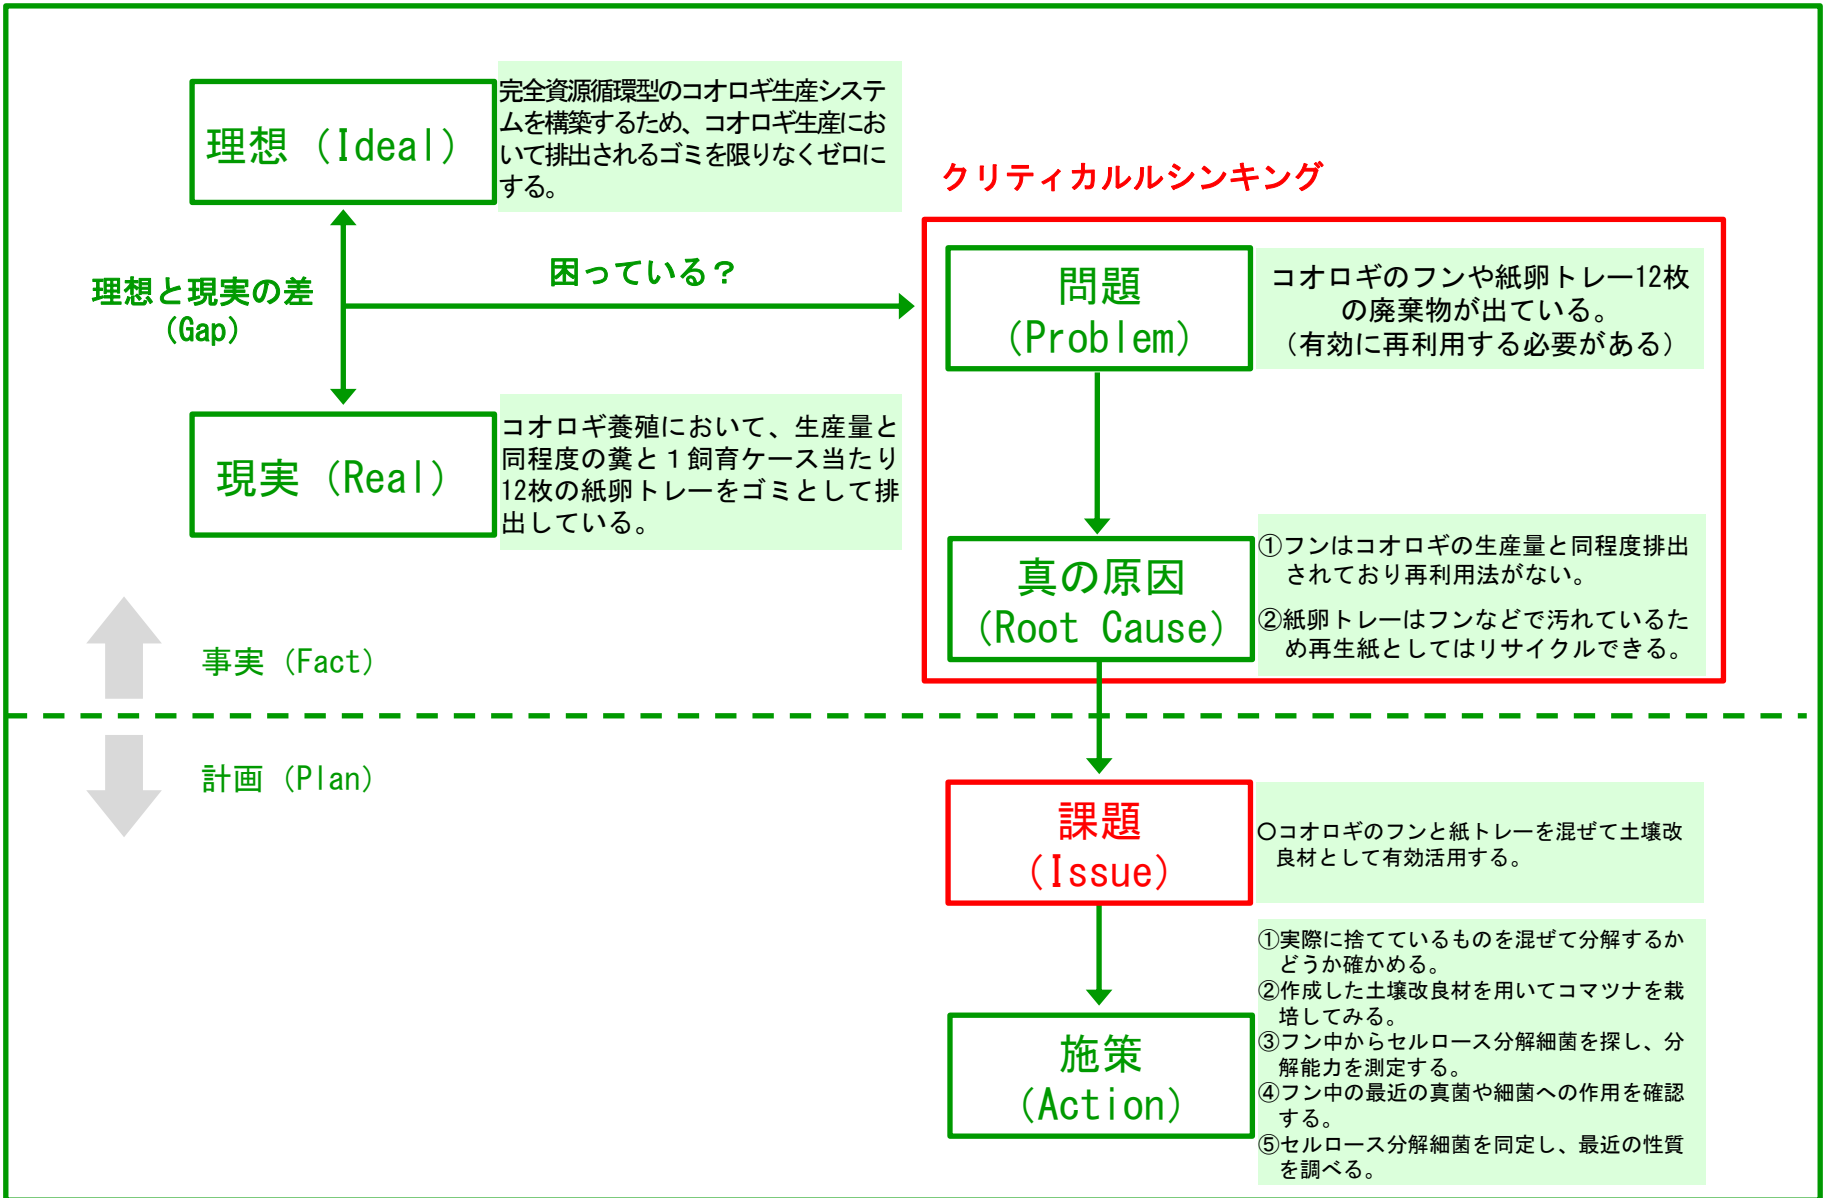 理想（Ideal）
完全資源循環型のコオロギ生産システ
ムを構築するため、コオロギ生産にお
いて排出されるゴミを限りなくゼロに
する。
理想と現実の差
（Gap）
困っている？
現実（Real）
コオロギ養殖において、生産量と
同程度の糞と１飼育ケース当たり
12枚の紙卵トレーをゴミとして排
出している。
クリティカルルシンキング
問題
（Problem）
コオロギのフンや紙卵トレー12枚
の廃棄物が出ている。
（有効に再利用する必要がある）
真の原因
（Root Cause）
①フンはコオロギの生産量と同程度排出
されており再利用法がない。
②紙卵トレーはフンなどで汚れているた
め再生紙としてはリサイクルできる。
事実（Fact）
計画（Plan）
課題
（Issue）
〇コオロギのフンと紙トレーを混ぜて土壌改
良材として有効活用する。
施策
（Action）
①実際に捨てているものを混ぜて分解するか
どうか確かめる。
②作成した土壌改良材を用いてコマツナを栽
培してみる。
③フン中からセルロース分解細菌を探し、分
解能力を測定する。
④フン中の最近の真菌や細菌への作用を確認
する。
⑤セルロース分解細菌を同定し、最近の性質
を調べる。